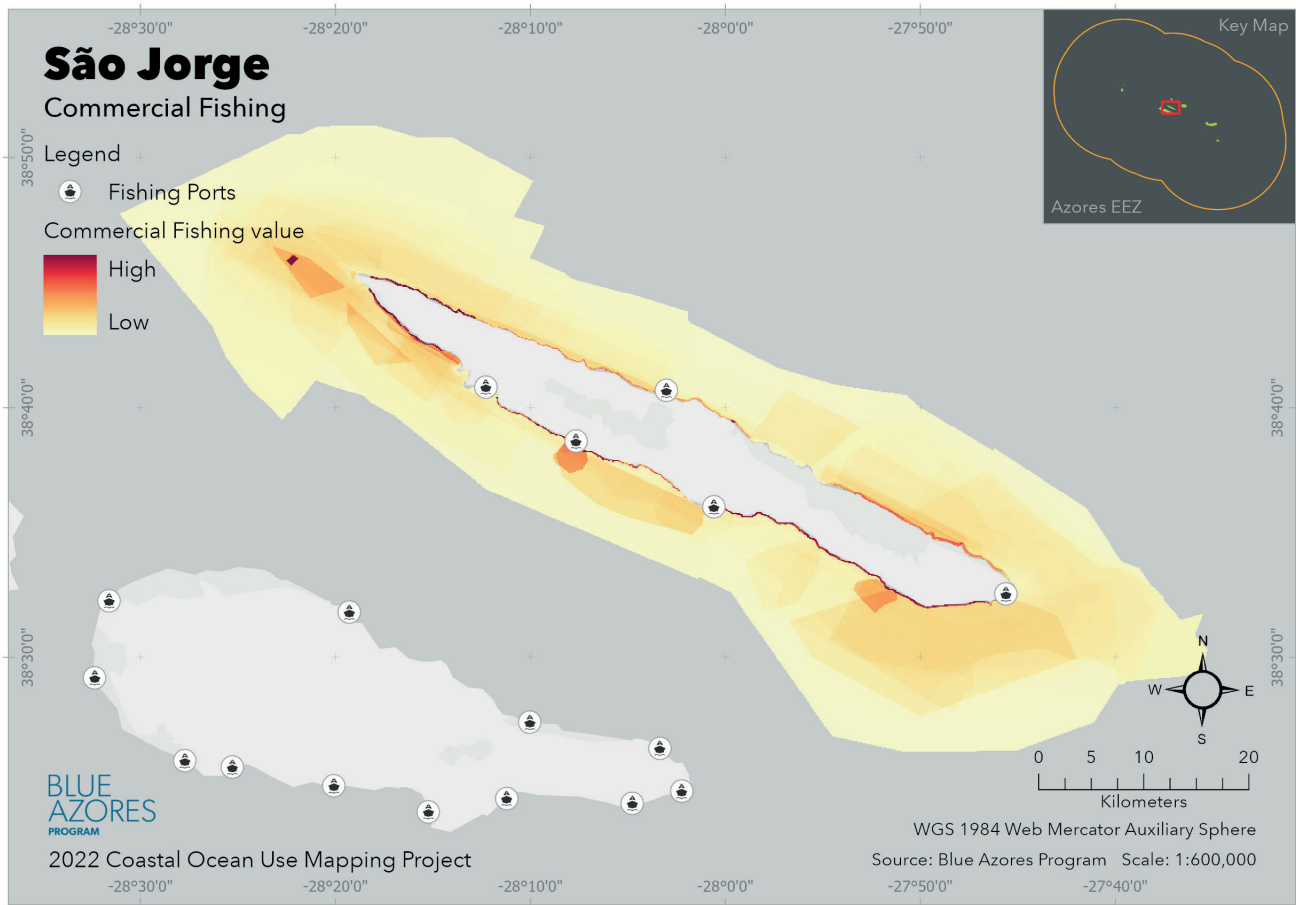 -28°30'0"
-28°20'0"
-28°10'0"
-28°0'0"
-27°50'0"
Key Map
Azores EEZ
São Jorge
Commercial Fishing
Legend
Fishing Ports
Commercial Fishing value
High
Low
38°50'0"
38°40'0"
38°40'0"
38°30'0"
38°30'0"
N
W
E
S
0 5 10 20
Kilometers
BLUE
AZORES
PROGRAM
2022 Coastal Ocean Use Mapping Project
WGS 1984 Web Mercator Auxiliary Sphere
Source: Blue Azores Program Scale: 1:600,000
-28°30'0"
-28°20'0"
-28°10'0"
-28°0'0"
-27°50'0"
-27°40'0"